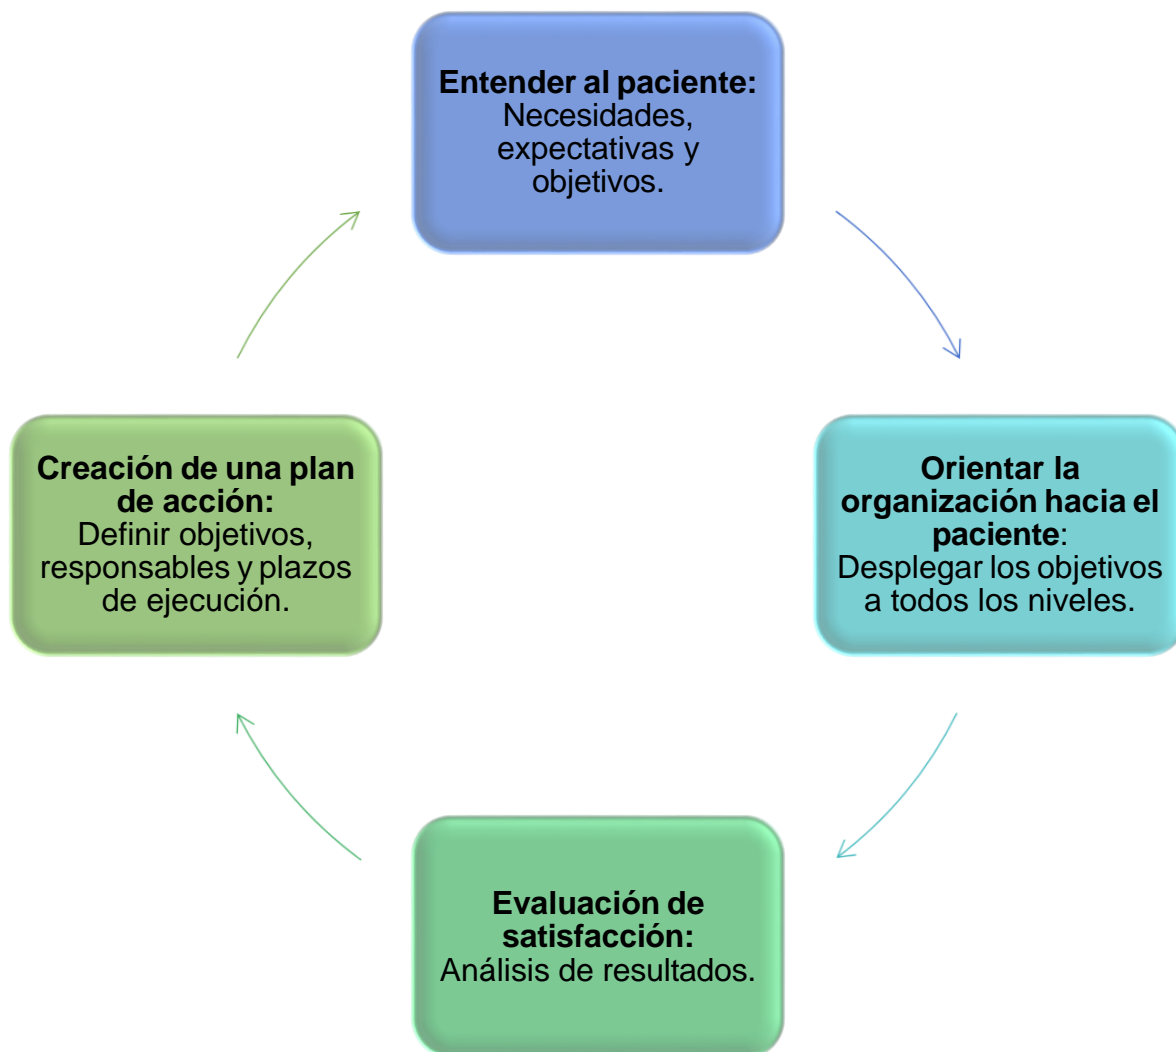 Entender al paciente:
Necesidades,
expectativas y
objetivos.
Orientar la
organización hacia el
paciente:
Desplegar los objetivos
a todos los niveles.
Evaluación de
satisfacción:
Análisis de resultados.
Creación de una plan
de acción:
Definir objetivos,
responsables y plazos
de ejecución.